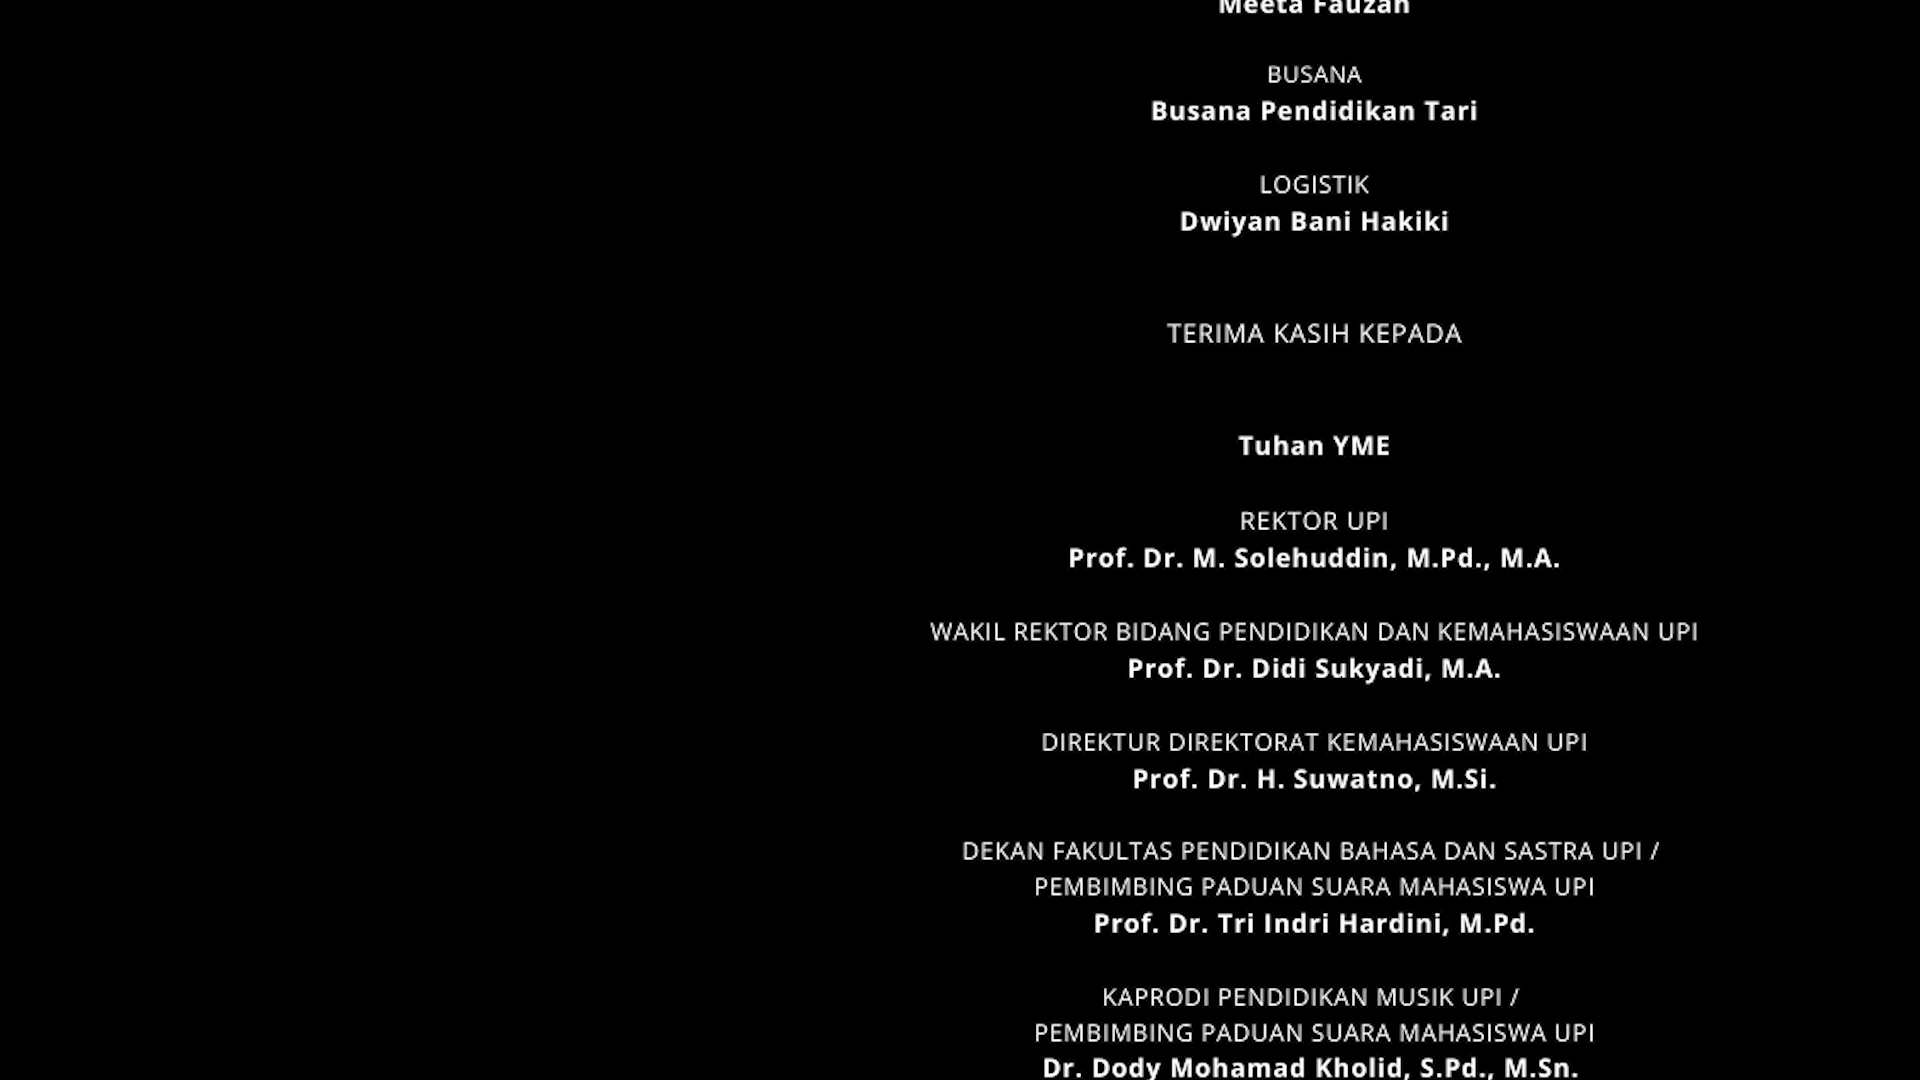 Meeta Fauzan
BUSANA
Busana Pendidikan Tari
LOGISTIK
Dwiyan Bani Hakiki
TERIMA KASIH KEPADA
Tuhan YME
REKTOR UPI
Prof. Dr. M. Solehuddin, M.Pd., M.A.
WAKIL REKTOR BIDANG PENDIDIKAN DAN KEMAHASISWAAN UPI
Prof. Dr. Didi Sukyadi, M.A.
DIREKTUR DIREKTORAT KEMAHASISWAAN UPI
Prof. Dr. H. Suwatno, M.Si.
DEKAN FAKULTAS PENDIDIKAN BAHASA DAN SASTRA UPI /
PEMBIMBING PADUAN SUARA MAHASISWA UPI
Prof. Dr. Tri Indri Hardini, M.Pd.
KAPRODI PENDIDIKAN MUSIK UPI /
PEMBIMBING PADUAN SUARA MAHASISWA UPI
Dr. Dody Mohamad Kholid, S.Pd., M.Sn.